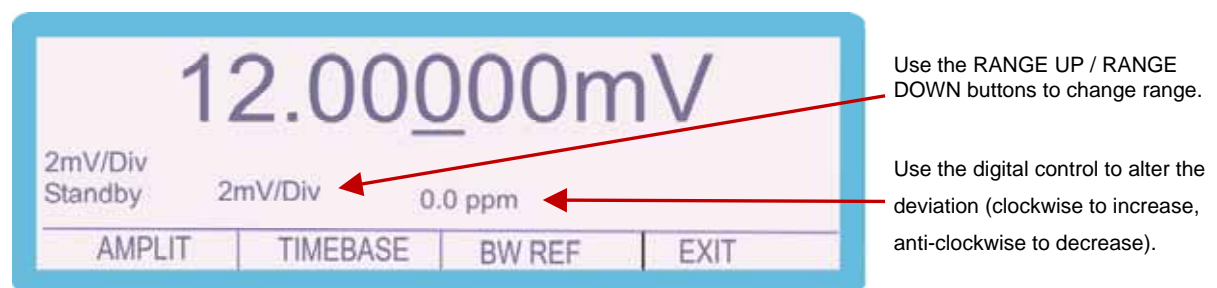 12.00000mV
2mV/Div
Standby 2mV/Div 0.0 ppm
AMPLIT TIMEBASE BW REF EXIT
Use the RANGE UP / RANGE
DOWN buttons to change range.
Use the digital control to alter the
deviation (clockwise to increase,
anti-clockwise to decrease).